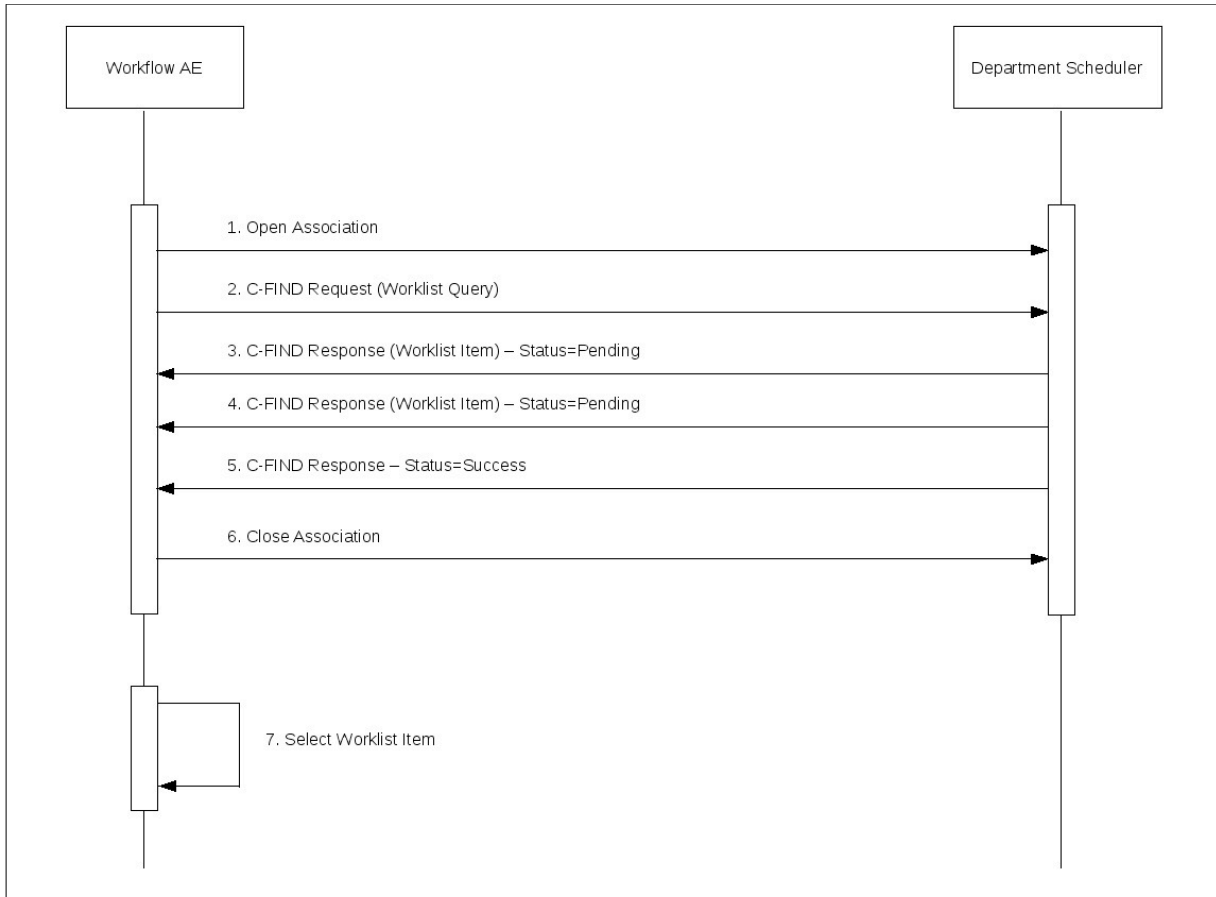 Workflow AE
Department Scheduler
1. Open Association
2. C-FIND Request (Worklist Query)
3. C-FIND Response (Worklist Item) – Status=Pending
4. C-FIND Response (Worklist Item) – Status=Pending
5. C-FIND Response – Status=Success
6. Close Association
7. Select Worklist Item